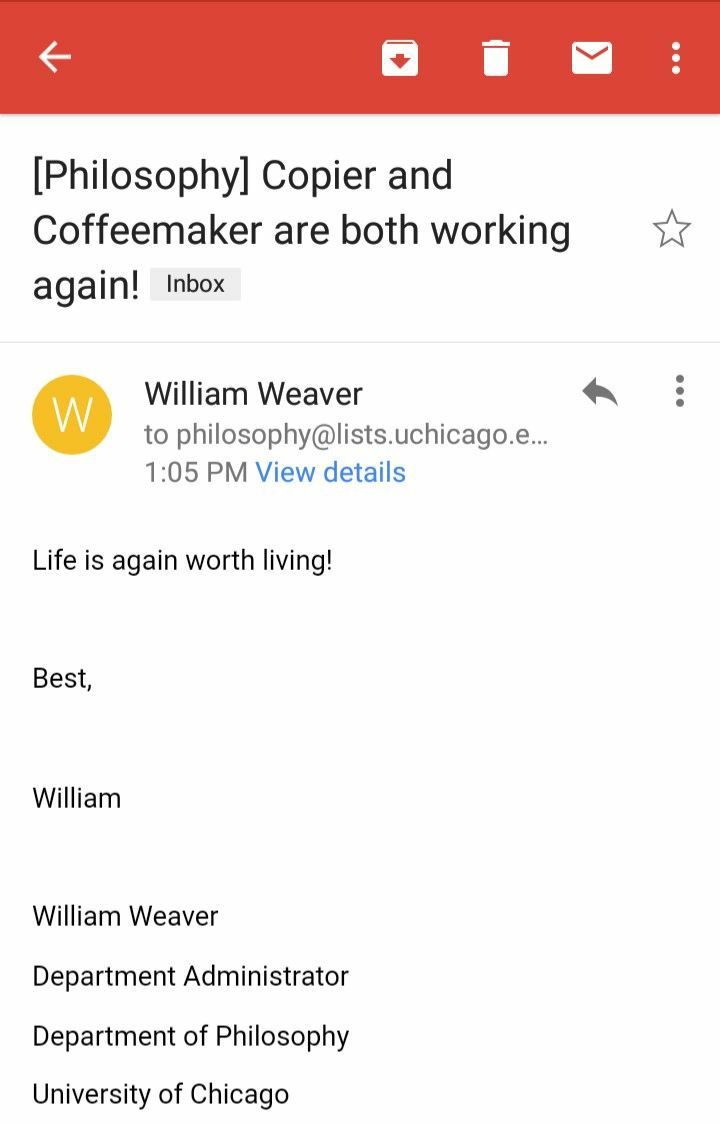 [Philosophy] Copier and
Coffeemaker are both working
again! Inbox
W
William Weaver
to philosophy@lists.uchicago.e...
1:05 PM View details
Life is again worth living!
Best,
William
William Weaver
Department Administrator
Department of Philosophy
University of Chicago